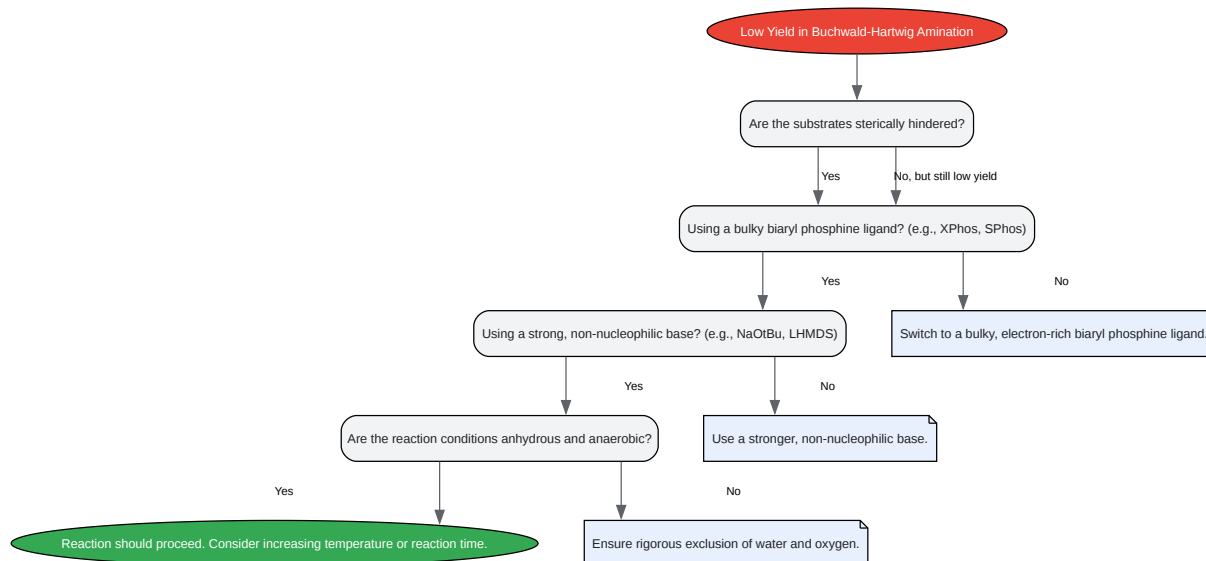 Low Yield in Buchwald-Hartwig Amination
Are the substrates sterically hindered?
Yes
No, but still low yield
Using a bulky biaryl phosphine ligand? (e.g., XPhos, SPhos)
Yes
No
Using a strong, non-nucleophilic base? (e.g., NaOtBu, LHMDS)
Switch to a bulky, electron-rich biaryl phosphine ligand.
Yes
No
Are the reaction conditions anhydrous and anaerobic?
Use a stronger, non-nucleophilic base.
Yes
No
Reaction should proceed. Consider increasing temperature or reaction time.
Ensure rigorous exclusion of water and oxygen.